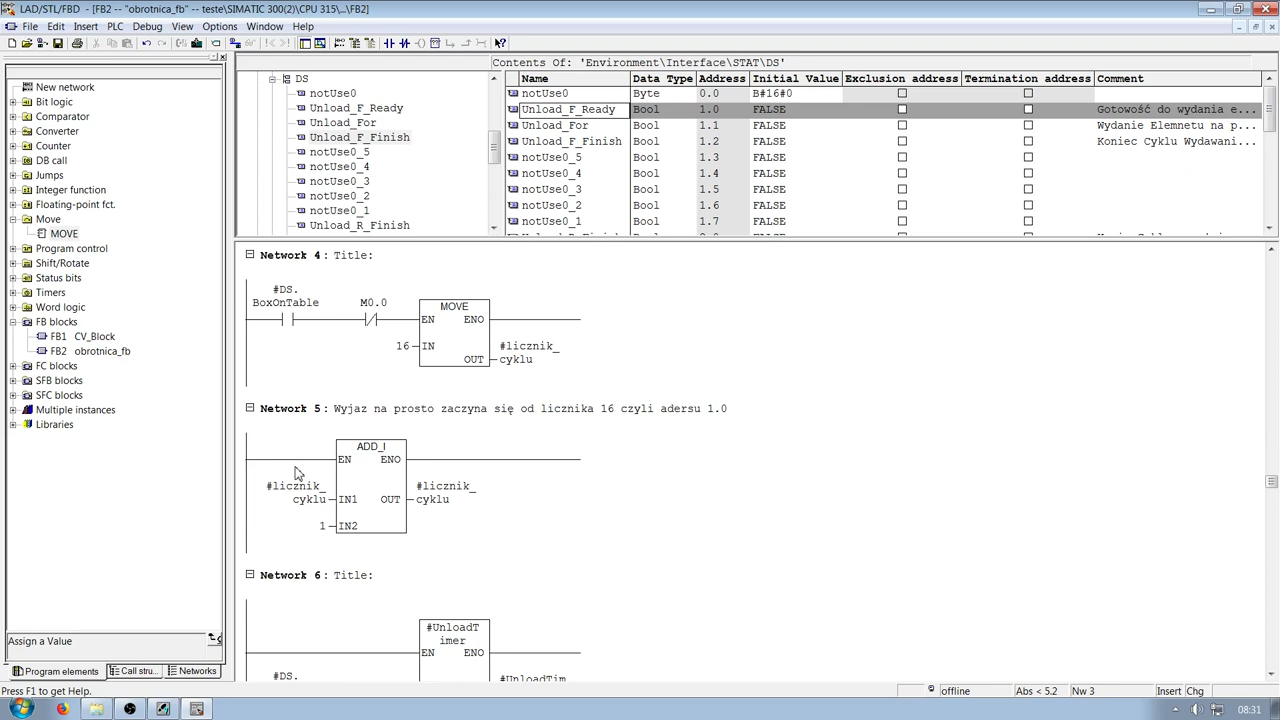 LAD/STL/FBD - [FB2 -- "obrotnica_fb" -- teste\SIMATIC 300(2)\CPU 315\...\FB2]
File Edit Insert PLC Debug View Options Window Help
Contents Of: 'Environment\Interface\STAT\DS'
DS
notUse0
Unload_F_Ready
Unload_For
Unload_F_Finish
notUse0_5
notUse0_4
notUse0_3
notUse0_2
notUse0_1
Unload_R_Finish
Name Data Type Address Initial Value Exclusion address Termination address Comment
notUse0 Byte 0.0 B#16#0
Unload_F_Ready Bool 1.0 FALSE Gotowość do wydania e...
Unload_For Bool 1.1 FALSE Wydanie Elemnetu na p...
Unload_F_Finish Bool 1.2 FALSE Koniec Cyklu Wydawani...
notUse0_5 Bool 1.3 FALSE
notUse0_4 Bool 1.4 FALSE
notUse0_3 Bool 1.5 FALSE
notUse0_2 Bool 1.6 FALSE
notUse0_1 Bool 1.7 FALSE
New network
Bit logic
Comparator
Converter
Counter
DB call
Jumps
Integer function
Floating-point fct.
Move
MOVE
Program control
Shift/Rotate
Status bits
Timers
Word logic
FB blocks
FB1 CV_Block
FB2 obrotnica_fb
FC blocks
SFB blocks
SFC blocks
Multiple instances
Libraries
Assign a Value
Program elements Call stru... Networks
Network 4 : Title:
#DS.
BoxOnTable M0.0 MOVE
EN ENO
16 IN #licznik_
OUT cyklu
Network 5 : Wyjaz na prosto zaczyna się od licznika 16 czyli adersu 1.0
ADD_I
EN ENO
#licznik_ #licznik_
cyklu IN1 OUT cyklu
1 IN2
Network 6 : Title:
#UnloadT
imer
EN ENO
#DS.
#UnloadTim
Press F1 to get Help. offline Abs < 5.2 Nw 3 Insert Chg
08:31